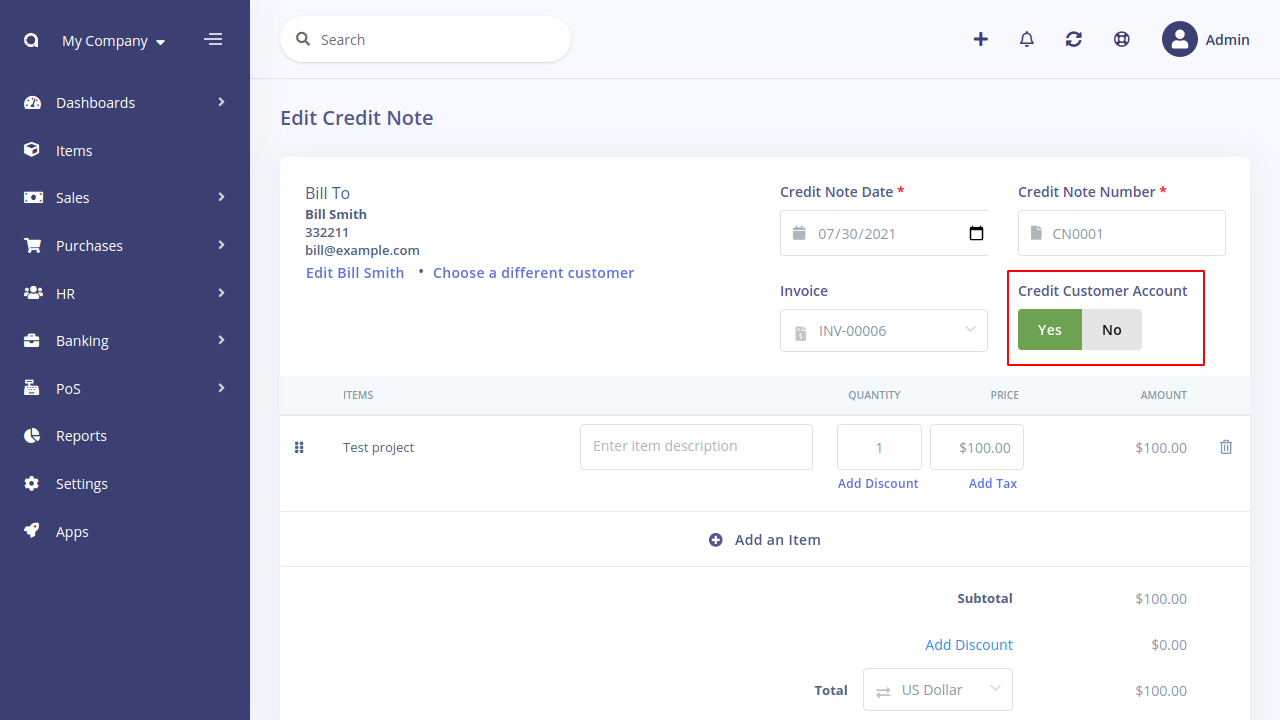 My Company
Search
Admin
Dashboards
Items
Sales
Purchases
HR
Banking
PoS
Reports
Settings
Apps
Edit Credit Note
Bill To
Bill Smith
332211
bill@example.com
Edit Bill Smith • Choose a different customer
Credit Note Date *
07/30/2021
Credit Note Number *
CN0001
Invoice
INV-00006
Credit Customer Account
Yes No
ITEMS QUANTITY PRICE AMOUNT
Test project Enter item description 1 $100.00 $100.00
Add Discount Add Tax
Add an Item
Subtotal $100.00
Add Discount $0.00
Total US Dollar $100.00